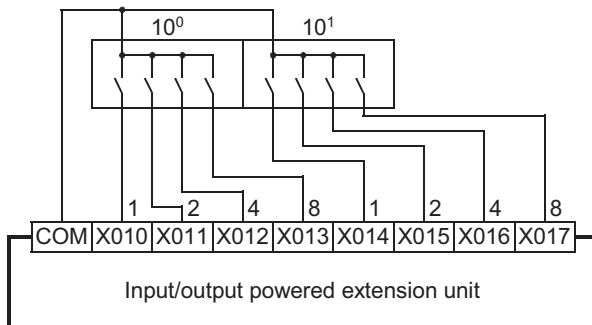 10⁰ 10¹
1 2 4 8 1 2 4 8
COM X010 X011 X012 X013 X014 X015 X016 X017
Input/output powered extension unit